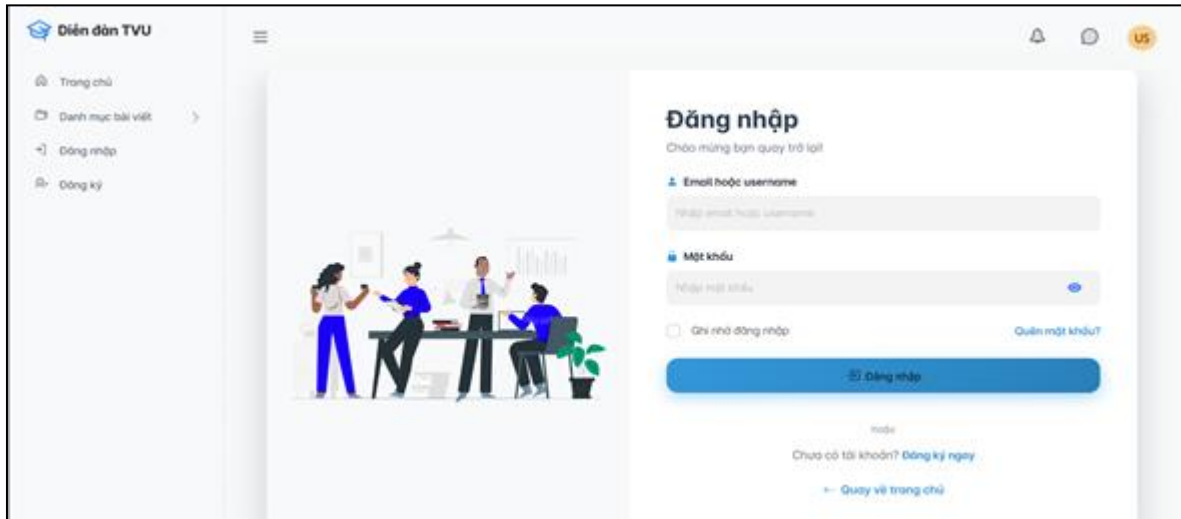 Diễn đàn TVU
US
Trang chủ
Danh mục bài viết
Đăng nhập
Đăng ký
Đăng nhập
Chào mừng bạn quay trở lại!
Email hoặc username
Nhập email hoặc username
Mật khẩu
Nhập mật khẩu
Ghi nhớ đăng nhập
Quên mật khẩu?
Đăng nhập
hoặc
Chưa có tài khoản? Đăng ký ngay
← Quay về trang chủ